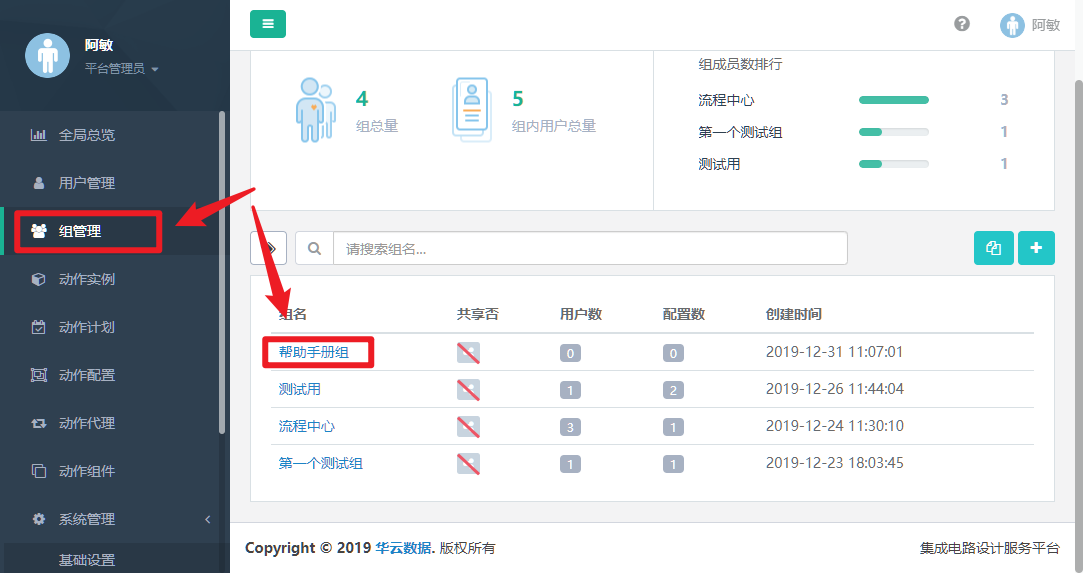 阿敏
平台管理员
全局总览
用户管理
组管理
动作实例
动作计划
动作配置
动作代理
动作组件
系统管理
基础设置
阿敏
4
组总量
5
组内用户总量
组成员数排行
流程中心 3
第一个测试组 1
测试用 1
请搜索组名...
组名 共享否 用户数 配置数 创建时间
帮助手册组 0 0 2019-12-31 11:07:01
测试用 1 2 2019-12-26 11:44:04
流程中心 3 1 2019-12-24 11:30:10
第一个测试组 1 1 2019-12-23 18:03:45
Copyright © 2019 华云数据. 版权所有
集成电路设计服务平台